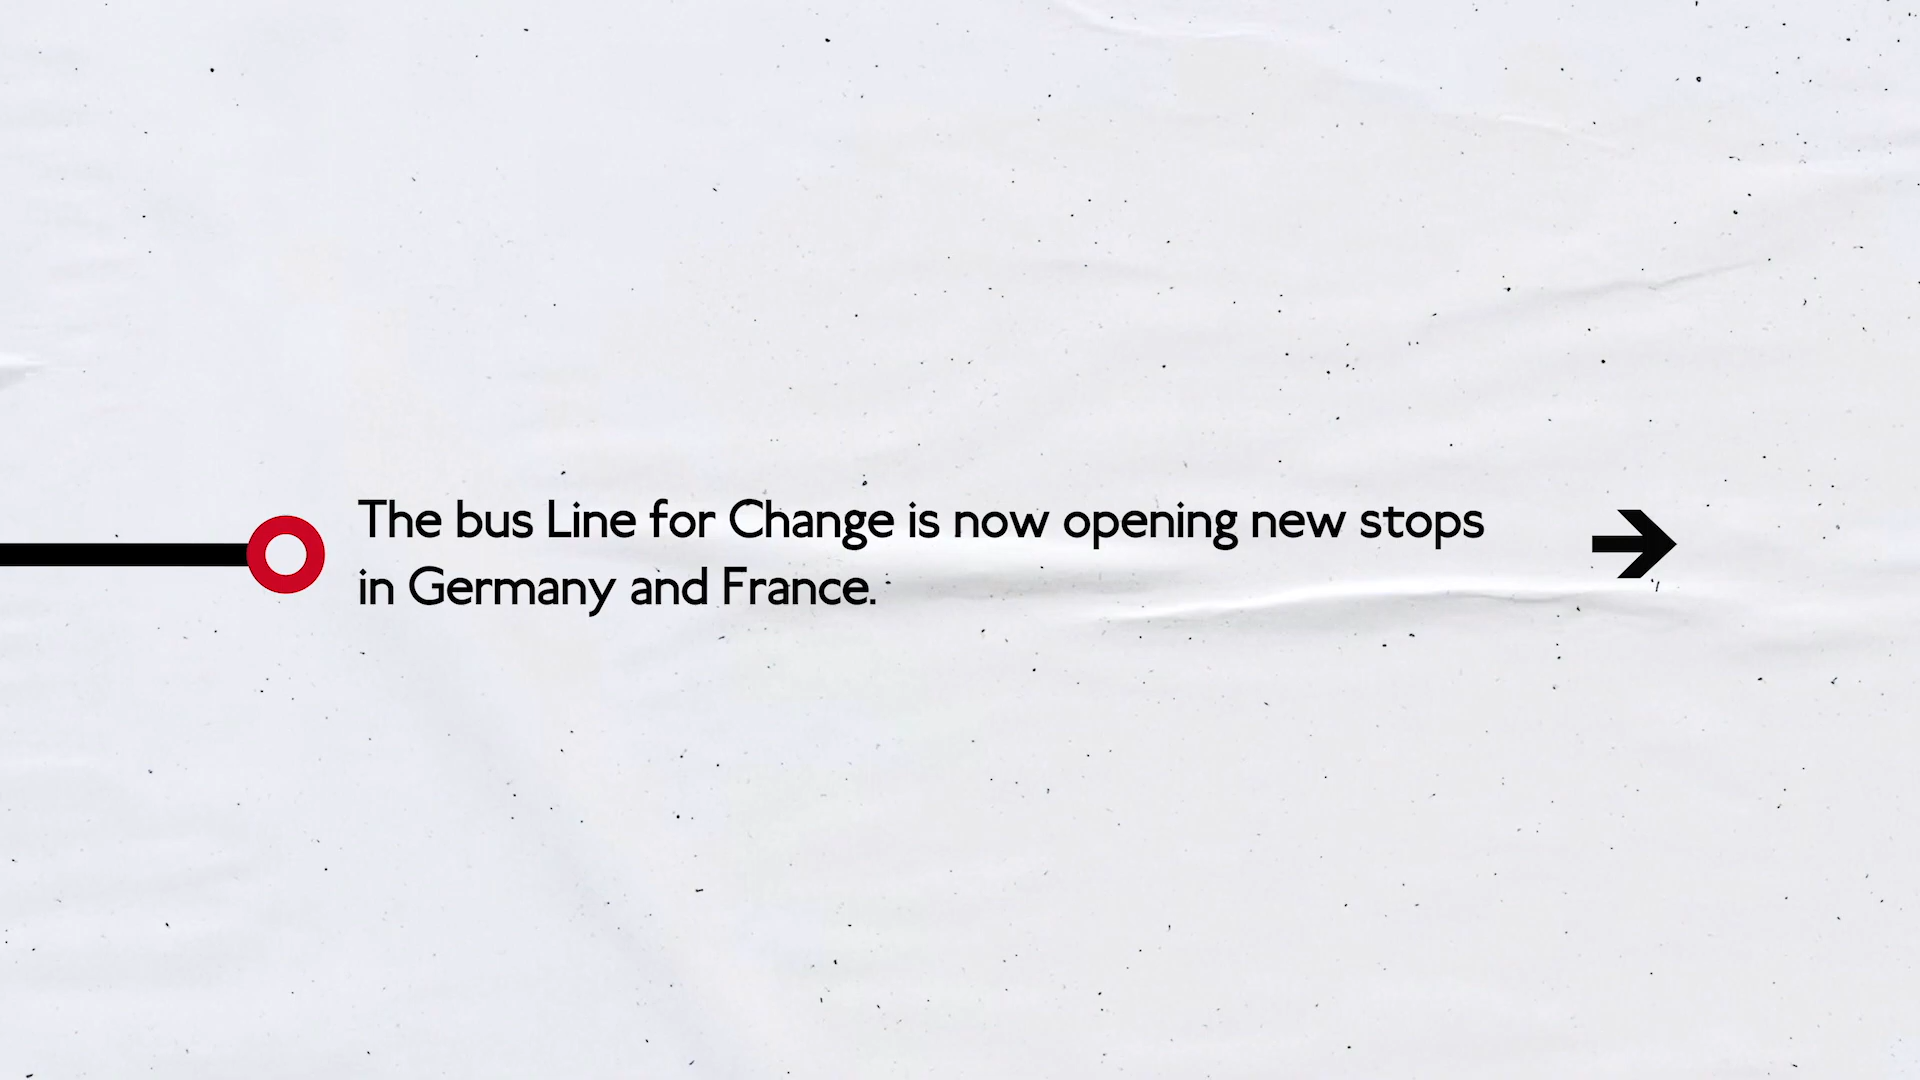 The bus Line for Change is now opening new stops
in Germany and France.